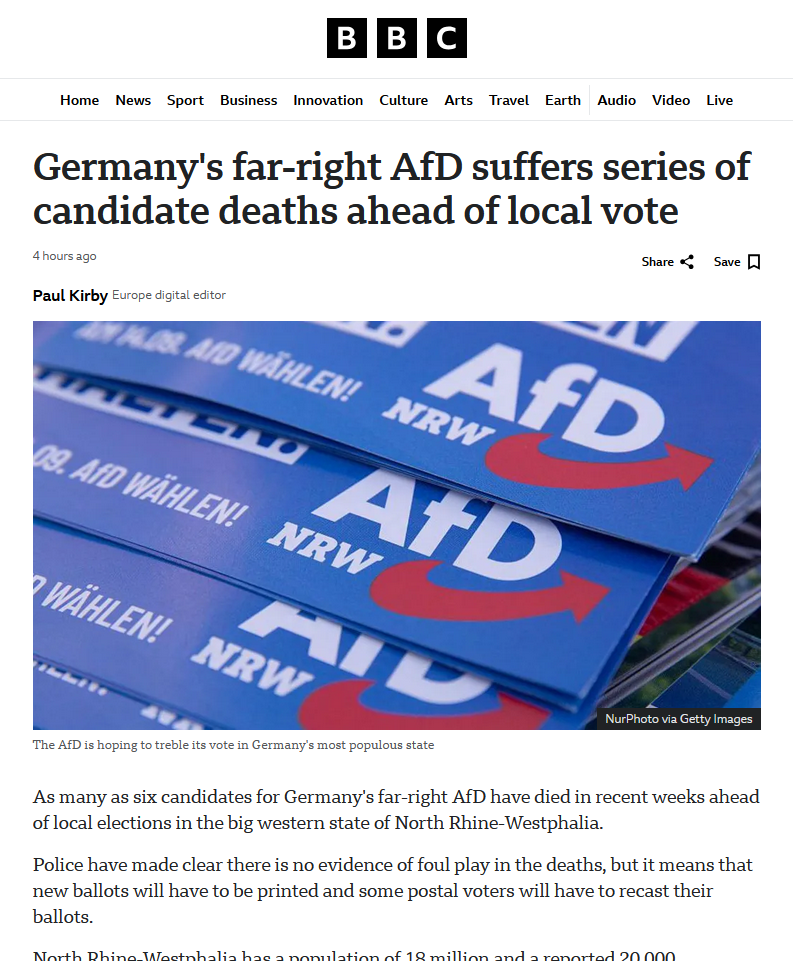 BBC
Home News Sport Business Innovation Culture Arts Travel Earth Audio Video Live
Germany's far-right AfD suffers series of
candidate deaths ahead of local vote
4 hours ago
Share Save
Paul Kirby Europe digital editor
AM 14.09. AfD WÄHLEN!
AfD
NRW
09. AfD WÄHLEN!
AfD
NRW
WÄHLEN!
AfD
NRW
NurPhoto via Getty Images
The AfD is hoping to treble its vote in Germany's most populous state
As many as six candidates for Germany's far-right AfD have died in recent weeks ahead
of local elections in the big western state of North Rhine-Westphalia.
Police have made clear there is no evidence of foul play in the deaths, but it means that
new ballots will have to be printed and some postal voters will have to recast their
ballots.
North Rhine-Westphalia has a population of 18 million and a reported 20,000